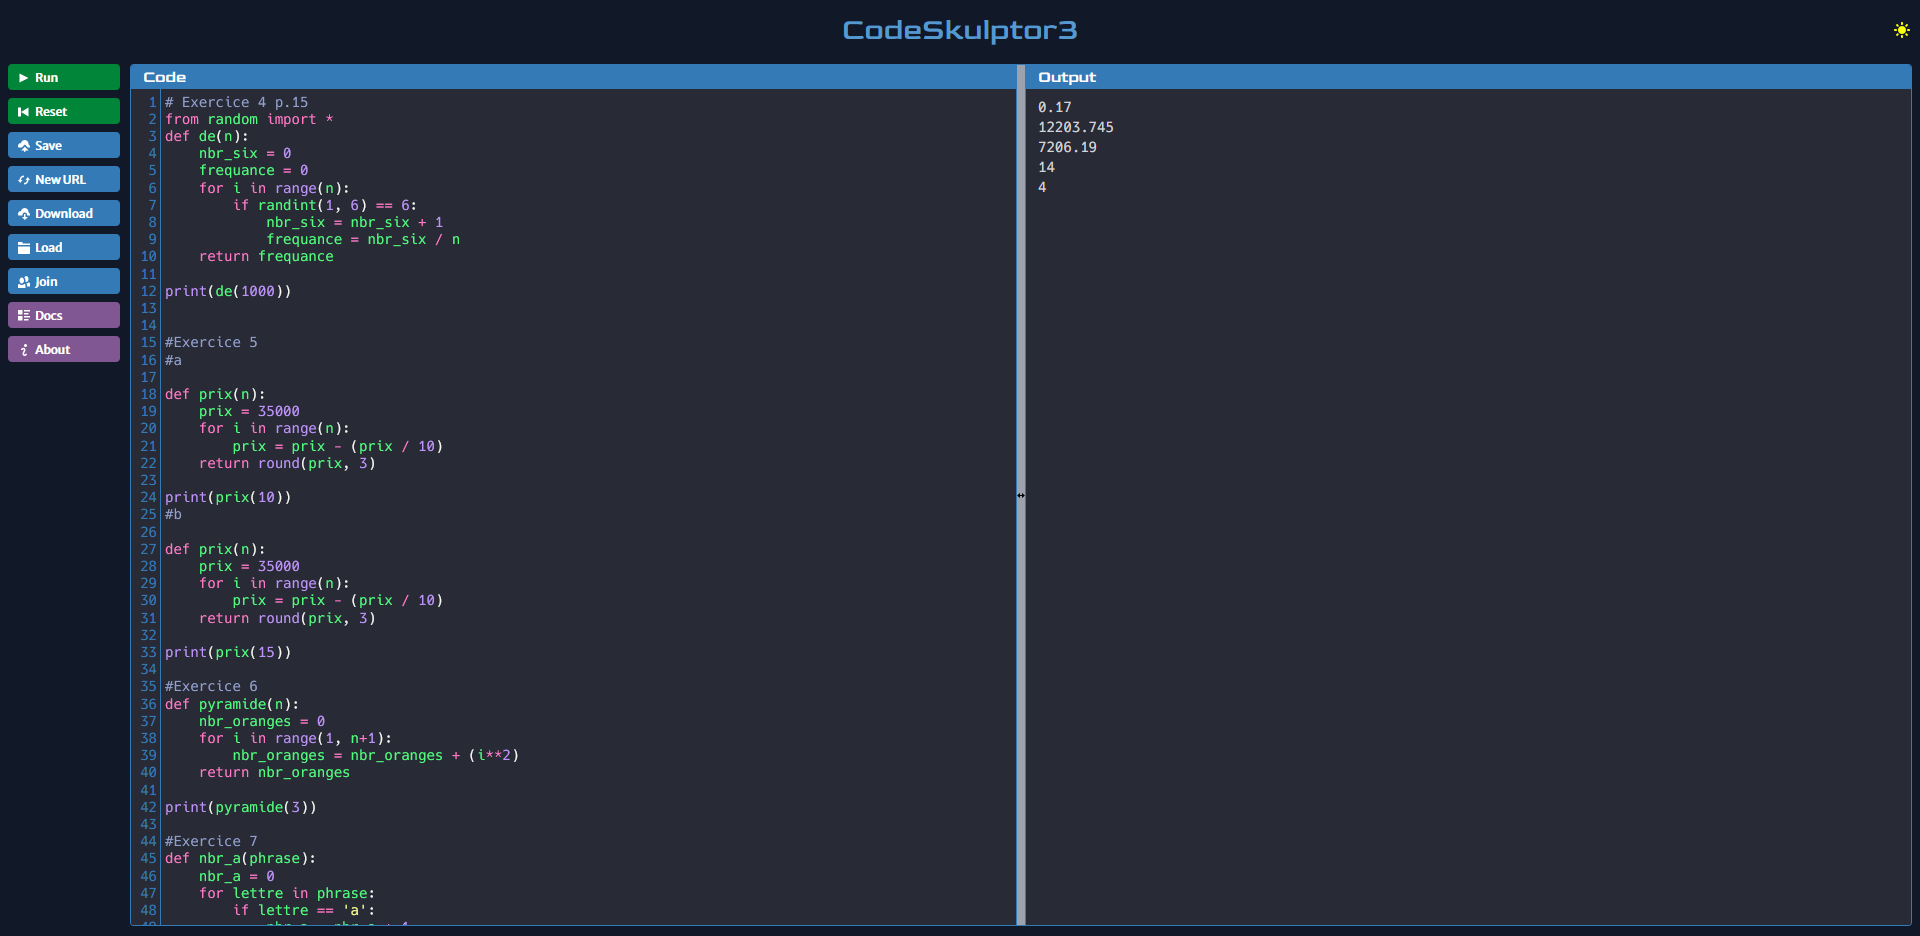 CodeSkulptor3
Run
Reset
Save
New URL
Download
Load
Join
Docs
About
Code
1 # Exercice 4 p.15
2 from random import *
3 def de(n):
4     nbr_six = 0
5     frequance = 0
6     for i in range(n):
7         if randint(1, 6) == 6:
8             nbr_six = nbr_six + 1
9             frequance = nbr_six / n
10     return frequance
11
12 print(de(1000))
13
14
15 #Exercice 5
16 #a
17
18 def prix(n):
19     prix = 35000
20     for i in range(n):
21         prix = prix - (prix / 10)
22     return round(prix, 3)
23
24 print(prix(10))
25 #b
26
27 def prix(n):
28     prix = 35000
29     for i in range(n):
30         prix = prix - (prix / 10)
31     return round(prix, 3)
32
33 print(prix(15))
34
35 #Exercice 6
36 def pyramide(n):
37     nbr_oranges = 0
38     for i in range(1, n+1):
39         nbr_oranges = nbr_oranges + (i**2)
40     return nbr_oranges
41
42 print(pyramide(3))
43
44 #Exercice 7
45 def nbr_a(phrase):
46     nbr_a = 0
47     for lettre in phrase:
48         if lettre == 'a':
Output
0.17
12203.745
7206.19
14
4